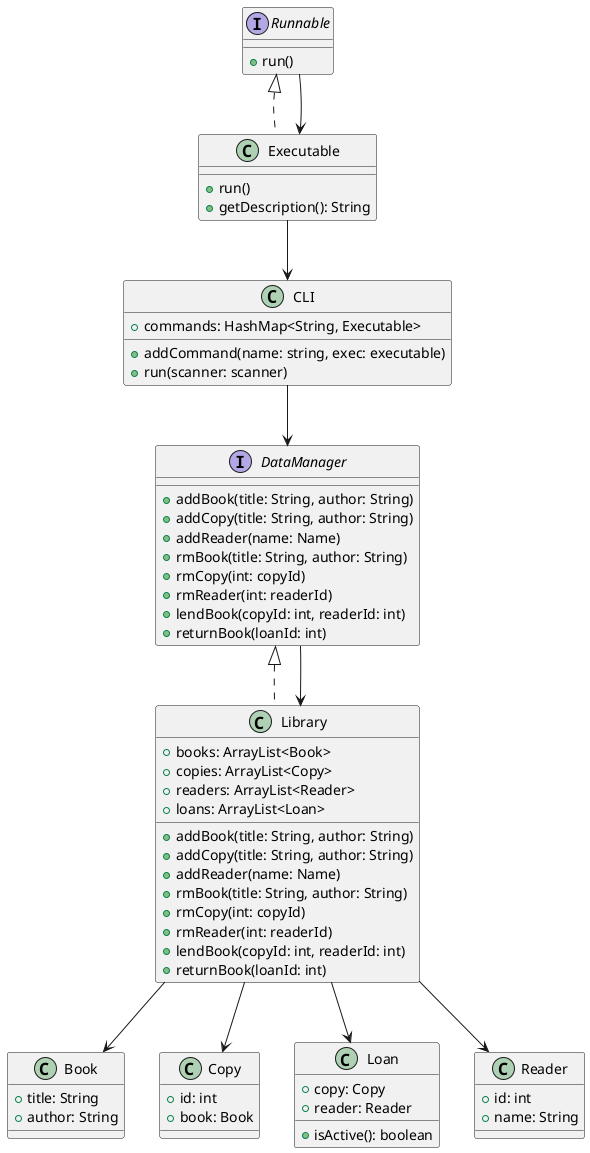 I Runnable
run()
C Executable
run()
getDescription(): String
C CLI
commands: HashMap<String, Executable>
addCommand(name: string, exec: executable)
run(scanner: scanner)
I DataManager
addBook(title: String, author: String)
addCopy(title: String, author: String)
addReader(name: Name)
rmBook(title: String, author: String)
rmCopy(int: copyId)
rmReader(int: readerId)
lendBook(copyId: int, readerId: int)
returnBook(loanId: int)
C Library
books: ArrayList<Book>
copies: ArrayList<Copy>
readers: ArrayList<Reader>
loans: ArrayList<Loan>
addBook(title: String, author: String)
addCopy(title: String, author: String)
addReader(name: Name)
rmBook(title: String, author: String)
rmCopy(int: copyId)
rmReader(int: readerId)
lendBook(copyId: int, readerId: int)
returnBook(loanId: int)
C Book
title: String
author: String
C Copy
id: int
book: Book
C Loan
copy: Copy
reader: Reader
isActive(): boolean
C Reader
id: int
name: String